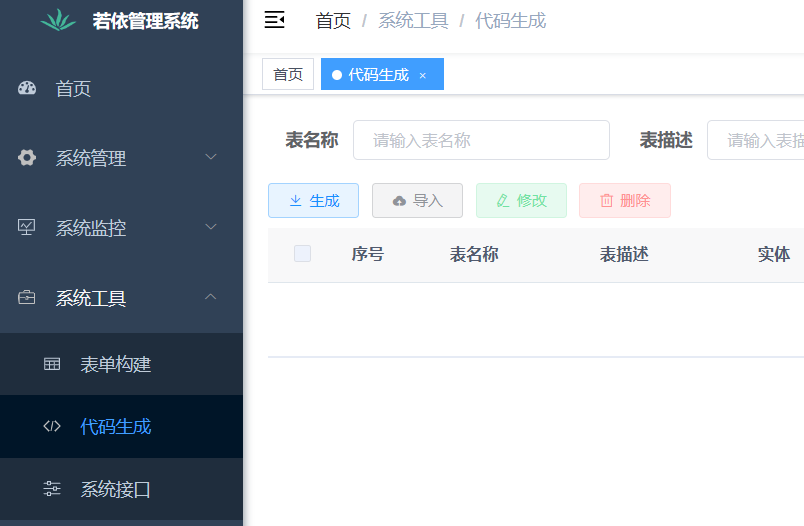 若依管理系统
首页
系统管理
系统监控
系统工具
表单构建
代码生成
系统接口
首页 / 系统工具 / 代码生成
首页 代码生成 ×
表名称 请输入表名称 表描述 请输入表描
生成 导入 修改 删除
序号 表名称 表描述 实体